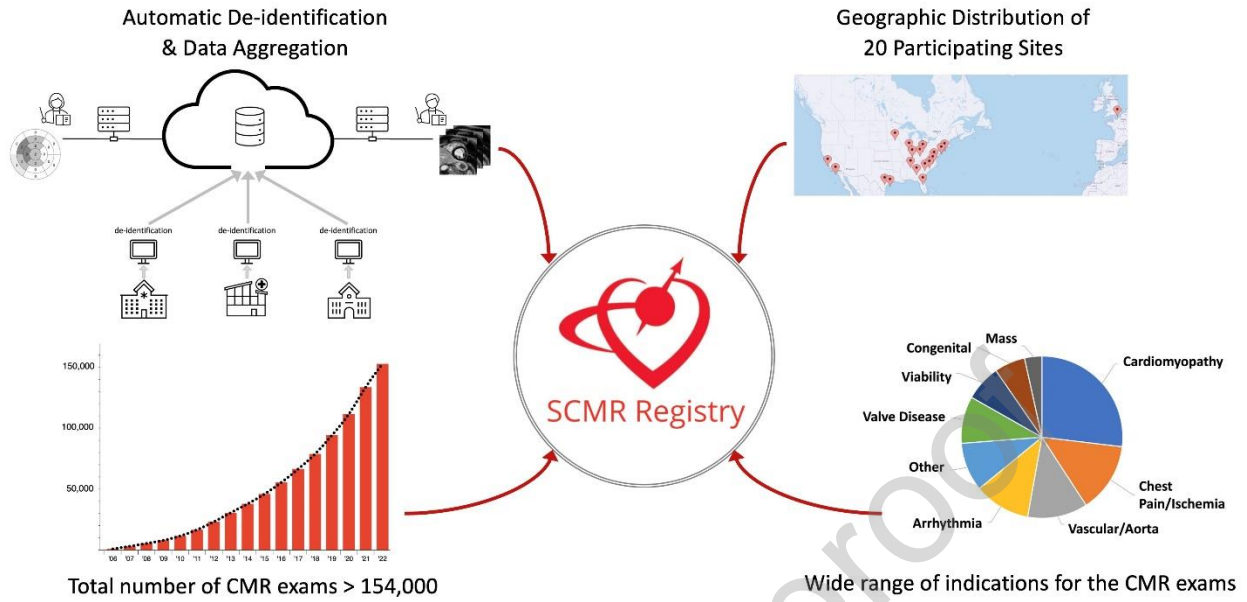 Automatic De-identification
& Data Aggregation
de-identification
de-identification
de-identification
Geographic Distribution of
20 Participating Sites
SCMR Registry
150,000
100,000
50,000
'06 '07 '08 '09 '10 '11 '12 '13 '14 '15 '16 '17 '18 '19 '20 '21 '22
Total number of CMR exams > 154,000
Mass
Congenital
Cardiomyopathy
Viability
Valve Disease
Other
Chest
Pain/Ischemia
Arrhythmia
Vascular/Aorta
Wide range of indications for the CMR exams
proof